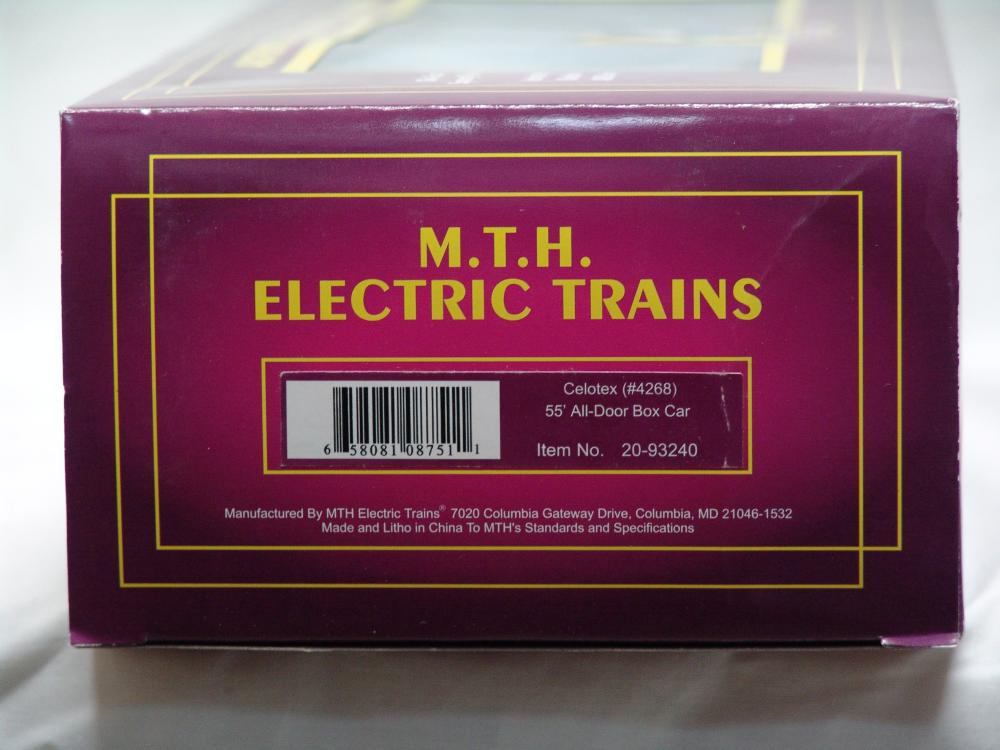 M.T.H.
ELECTRIC TRAINS
Celotex (#4268)
55' All-Door Box Car
6 58081 08751 1
Item No. 20-93240
Manufactured By MTH Electric Trains® 7020 Columbia Gateway Drive, Columbia, MD 21046-1532
Made and Litho in China To MTH's Standards and Specifications